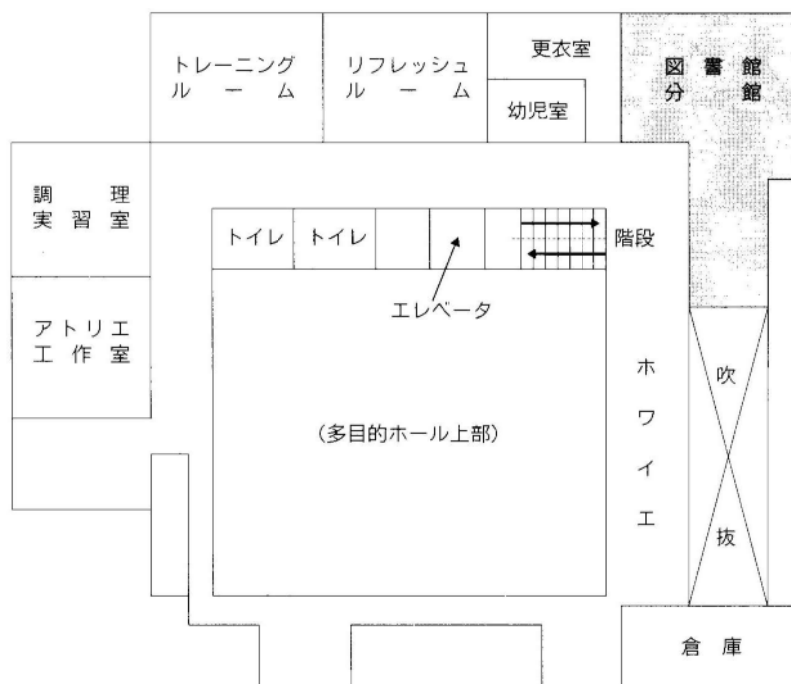 トレーニング
ルーム
リフレッシュ
ルーム
更衣室
幼児室
図書館
分館
調理
実習室
トイレ
トイレ
階段
エレベータ
アトリエ
工作室
(多目的ホール上部)
ホワイエ
吹抜
倉庫